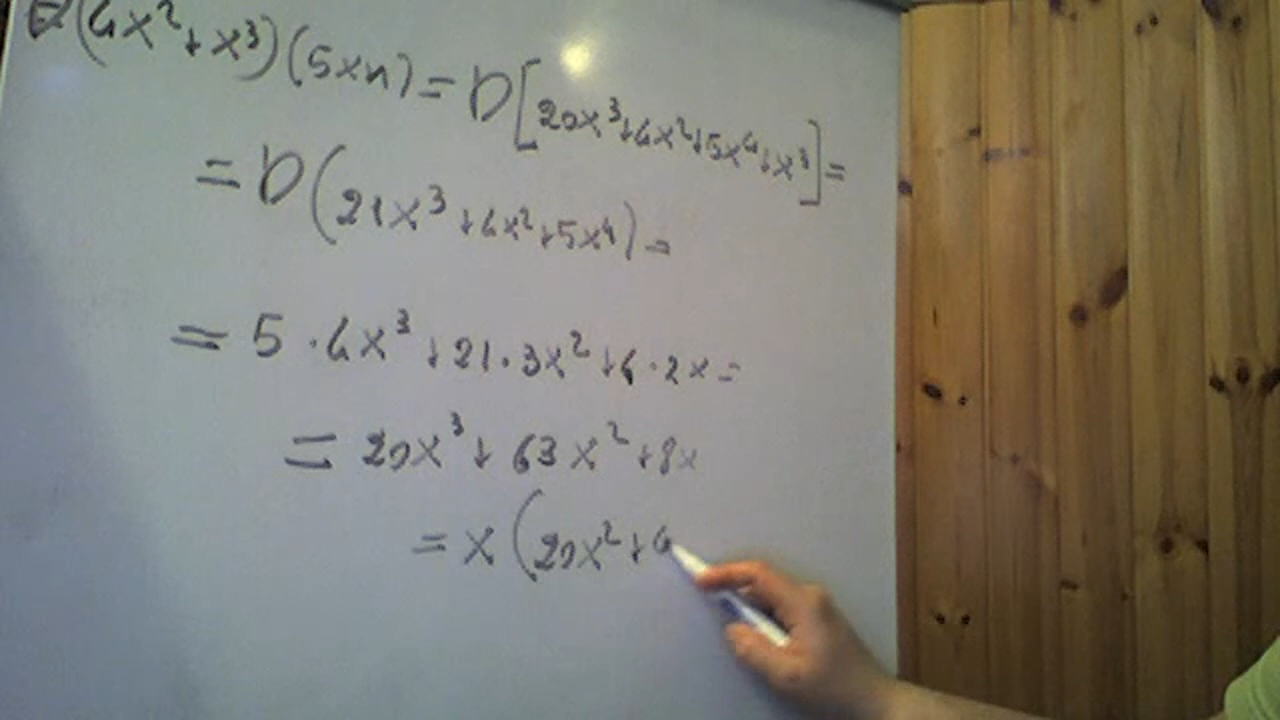 (4x²+x³)(5x+1)=D[20x³+4x²+5x⁴+x³]=
=D(21x³+4x²+5x⁴)=
=5·4x³+21·3x²+4·2x=
=20x³+63x²+8x
=x(20x²+6